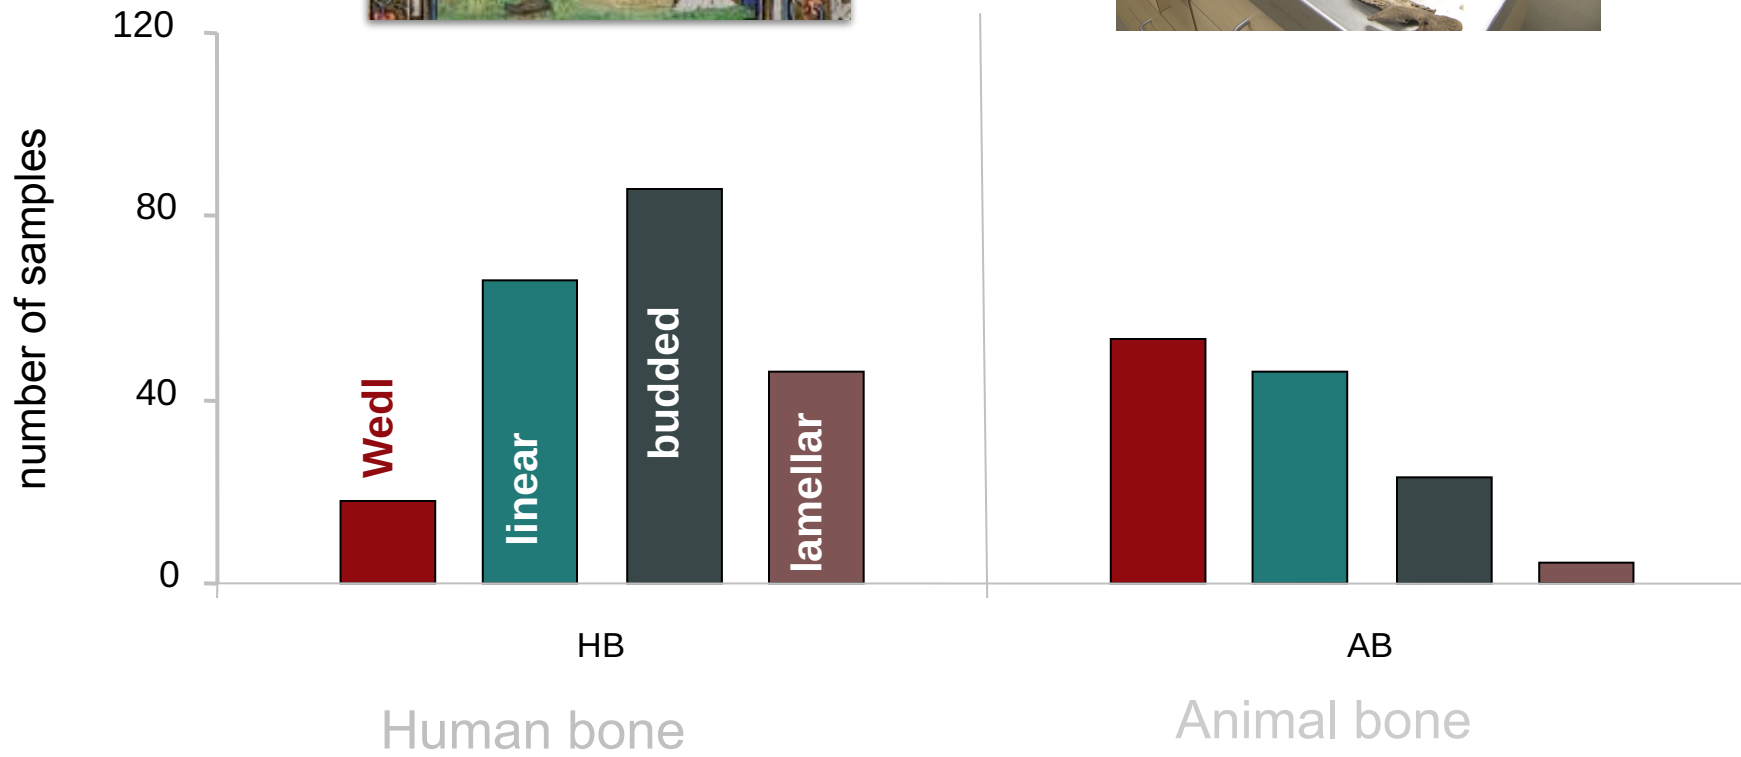 120
80
40
0
number of samples
Wedl
linear
budded
lamellar
HB
AB
Human bone
Animal bone